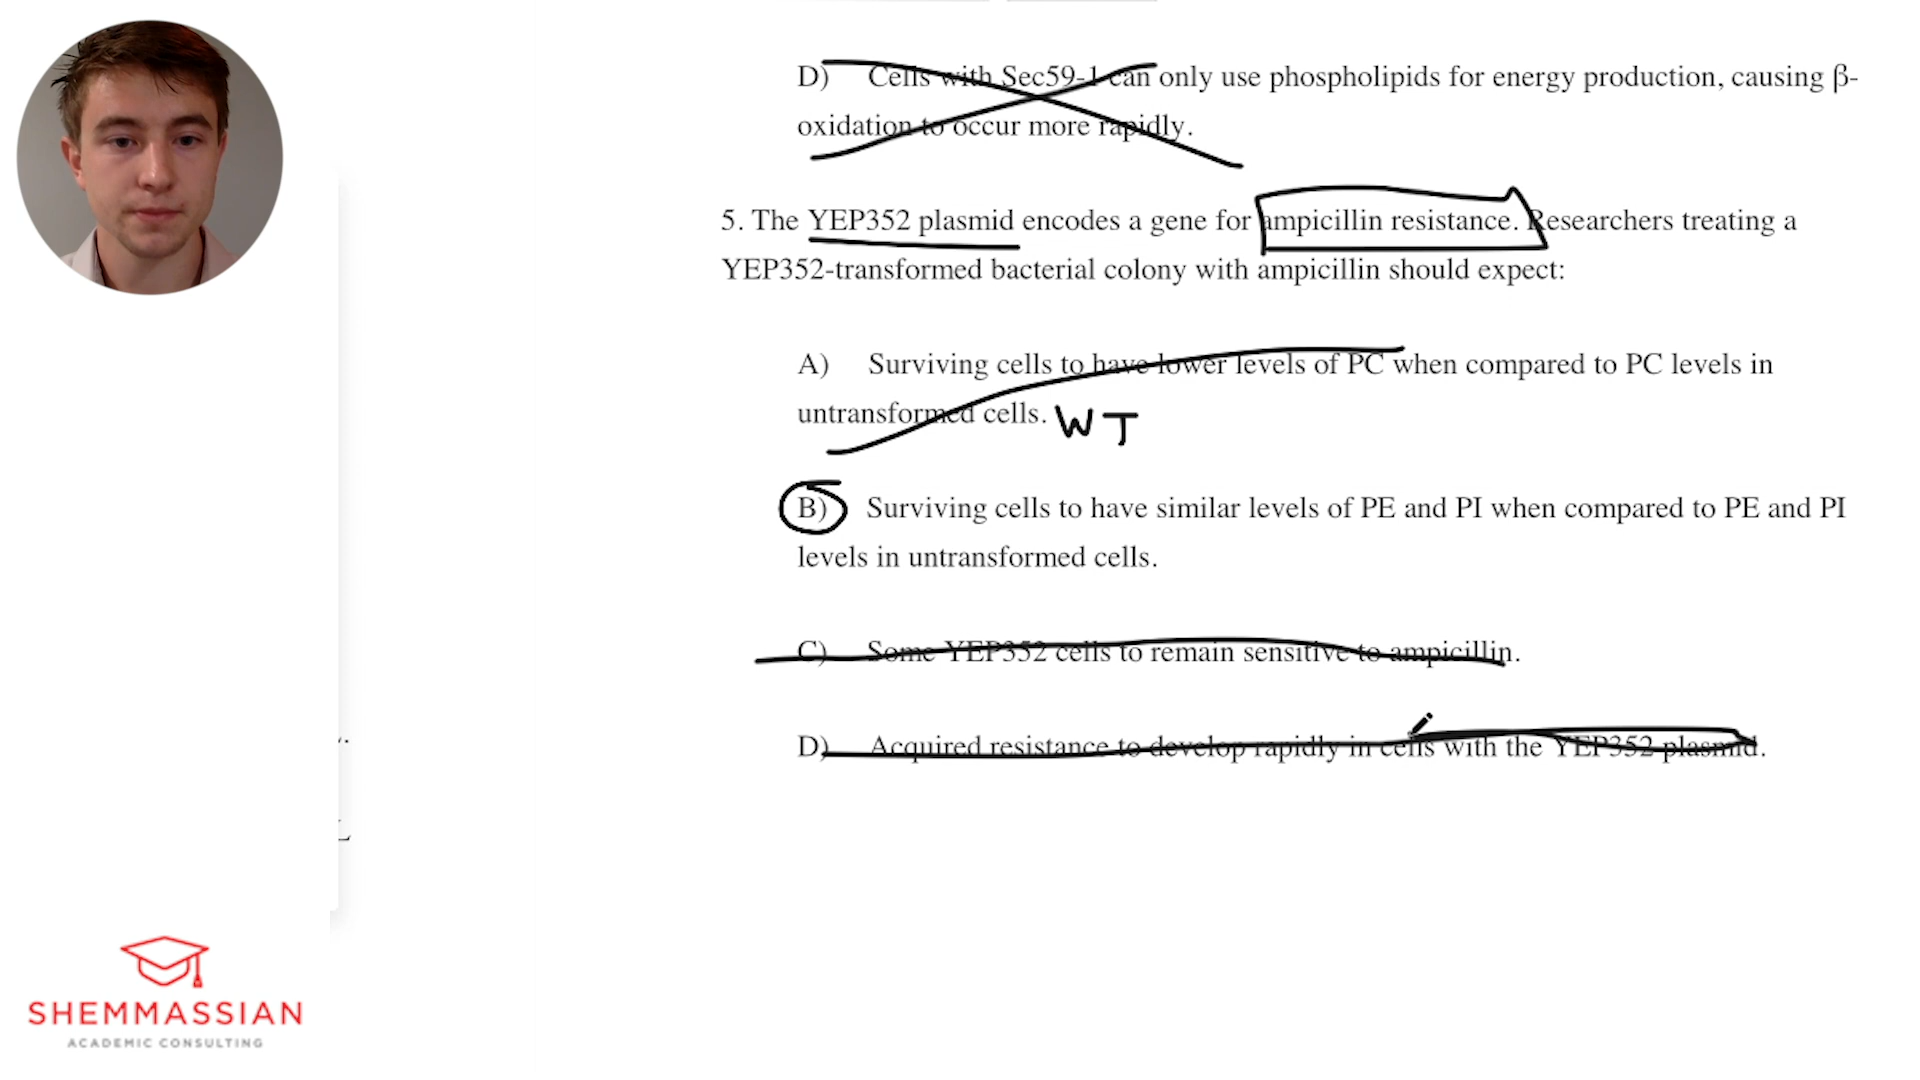 D) Cells with Sec59-1 can only use phospholipids for energy production, causing β-
oxidation to occur more rapidly.
5. The YEP352 plasmid encodes a gene for ampicillin resistance. Researchers treating a
YEP352-transformed bacterial colony with ampicillin should expect:
A) Surviving cells to have lower levels of PC when compared to PC levels in
untransformed cells. WT
B) Surviving cells to have similar levels of PE and PI when compared to PE and PI
levels in untransformed cells.
C) Some YEP352 cells to remain sensitive to ampicillin.
D) Acquired resistance to develop rapidly in cells with the YEP352 plasmid.
SHEMMASSIAN
ACADEMIC CONSULTING